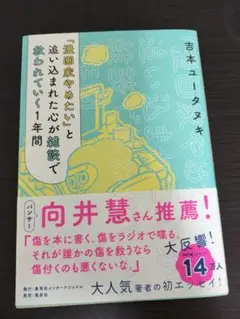 吉本ユータヌキ
「漫画家やめたい」と
追い込まれた心が雑談で
救われていく1年間
パンサー
向井慧さん推薦!
「傷を本に書く、傷をラジオで喋る。
それが誰かの傷を救うなら
傷付くのも悪くないな。」
大反響!
14万人
大人気著者の初エッセイ!
発行・集英社インターナショナル
発売・集英社